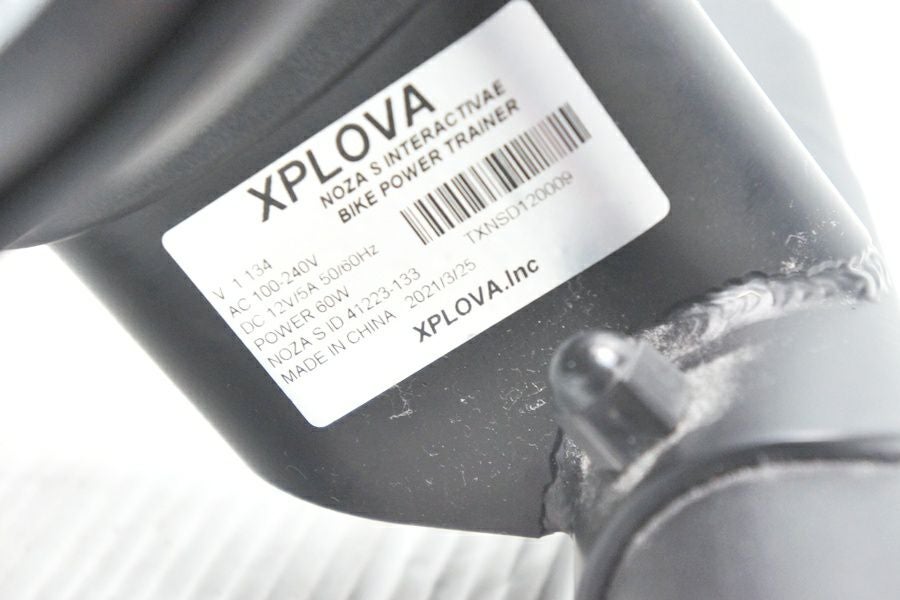 XPLOVA
NOZA S INTERACTIVAE
BIKE POWER TRAINER
TXNSD120009
V 1.134
AC 100-240V
DC 12V/5A 50/60Hz
POWER 60W
NOZA S ID 41223-133
MADE IN CHINA 2021/3/25
XPLOVA.Inc